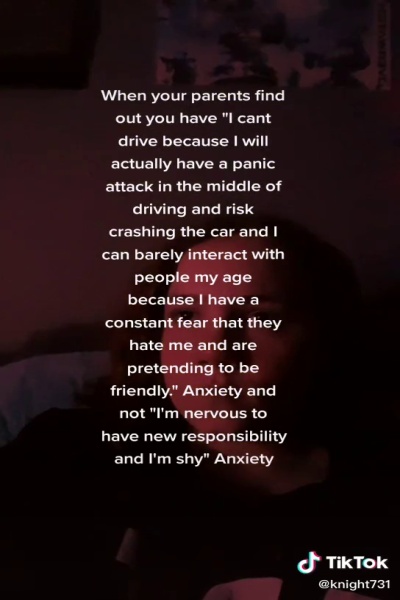 When your parents find
out you have "I cant
drive because I will
actually have a panic
attack in the middle of
driving and risk
crashing the car and I
can barely interact with
people my age
because I have a
constant fear that they
hate me and are
pretending to be
friendly." Anxiety and
not "I'm nervous to
have new responsibility
and I'm shy" Anxiety
TikTok
@knight731